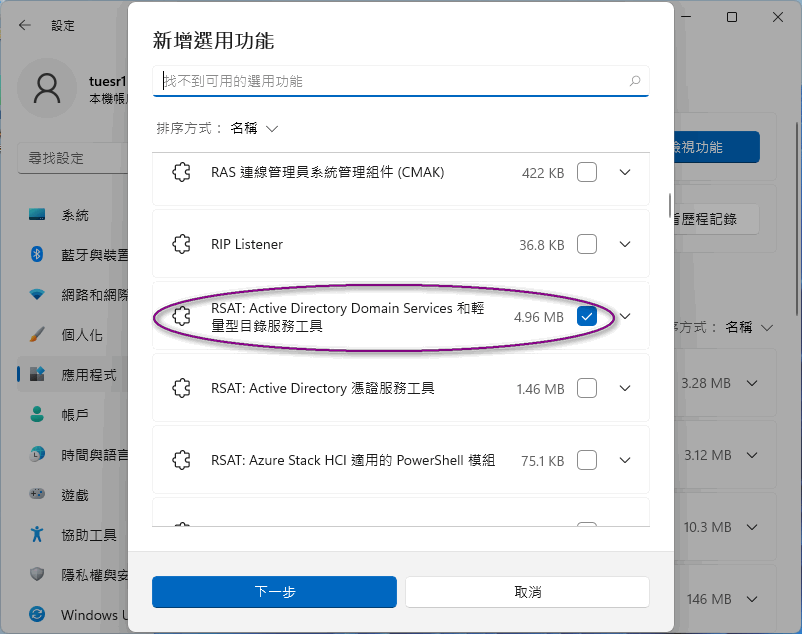 設定
新增選用功能
找不到可用的選用功能
tuesr1
本機帳
檢視功能
排序方式： 名稱
尋找設定
RAS 連線管理員系統管理組件 (CMAK) 422 KB
歷程記錄
系統
RIP Listener 36.8 KB
藍牙與裝置
網路和網際
RSAT: Active Directory Domain Services 和輕
量型目錄服務工具 4.96 MB
方式： 名稱
個人化
應用程式
RSAT: Active Directory 憑證服務工具 1.46 MB
3.28 MB
帳戶
時間與語言
RSAT: Azure Stack HCI 適用的 PowerShell 模組 75.1 KB
3.12 MB
遊戲
協助工具
10.3 MB
隱私權與安
下一步
取消
146 MB
Windows U